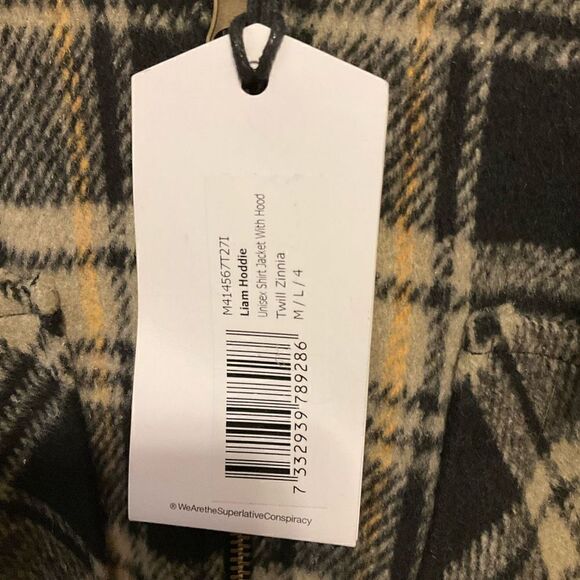 M414567T27I
Liam Hoddie
Unisex Shirt Jacket With Hood
Twill Zinnia
M / L / 4
7 332939 789286
® WeAretheSuperlativeConspiracy